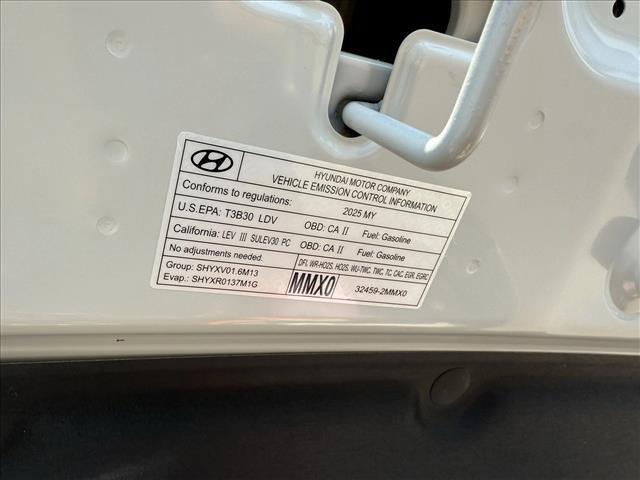 HYUNDAI MOTOR COMPANY
VEHICLE EMISSION CONTROL INFORMATION
Conforms to regulations: 2025 MY
U.S.EPA: T3B30 LDV OBD: CA II Fuel: Gasoline
California: LEV III SULEV30 PC OBD: CA II Fuel: Gasoline
No adjustments needed. DFI, WR-HO2S, HO2S, WU-TWC, TWC, TC, CAC, EGR, EGRC
Group: SHYXV01.6M13
Evap.: SHYXR0137M1G
MMX0 32459-2MMX0